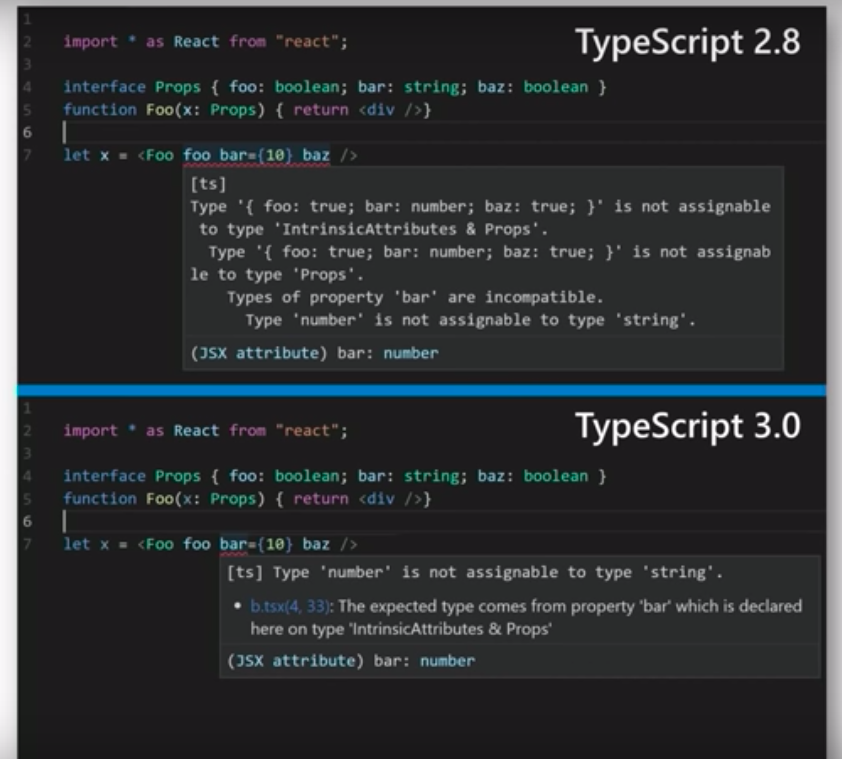 1
TypeScript 2.8
2 import * as React from "react";
3
4 interface Props { foo: boolean; bar: string; baz: boolean }
5 function Foo(x: Props) { return <div />}
6
7 let x = <Foo foo bar={10} baz />
[ts]
Type '{ foo: true; bar: number; baz: true; }' is not assignable
to type 'IntrinsicAttributes & Props'.
Type '{ foo: true; bar: number; baz: true; }' is not assignab
le to type 'Props'.
Types of property 'bar' are incompatible.
Type 'number' is not assignable to type 'string'.
(JSX attribute) bar: number
1
TypeScript 3.0
2 import * as React from "react";
3
4 interface Props { foo: boolean; bar: string; baz: boolean }
5 function Foo(x: Props) { return <div />}
6
7 let x = <Foo foo bar={10} baz />
[ts] Type 'number' is not assignable to type 'string'.
• b.tsx(4, 33): The expected type comes from property 'bar' which is declared
here on type 'IntrinsicAttributes & Props'
(JSX attribute) bar: number